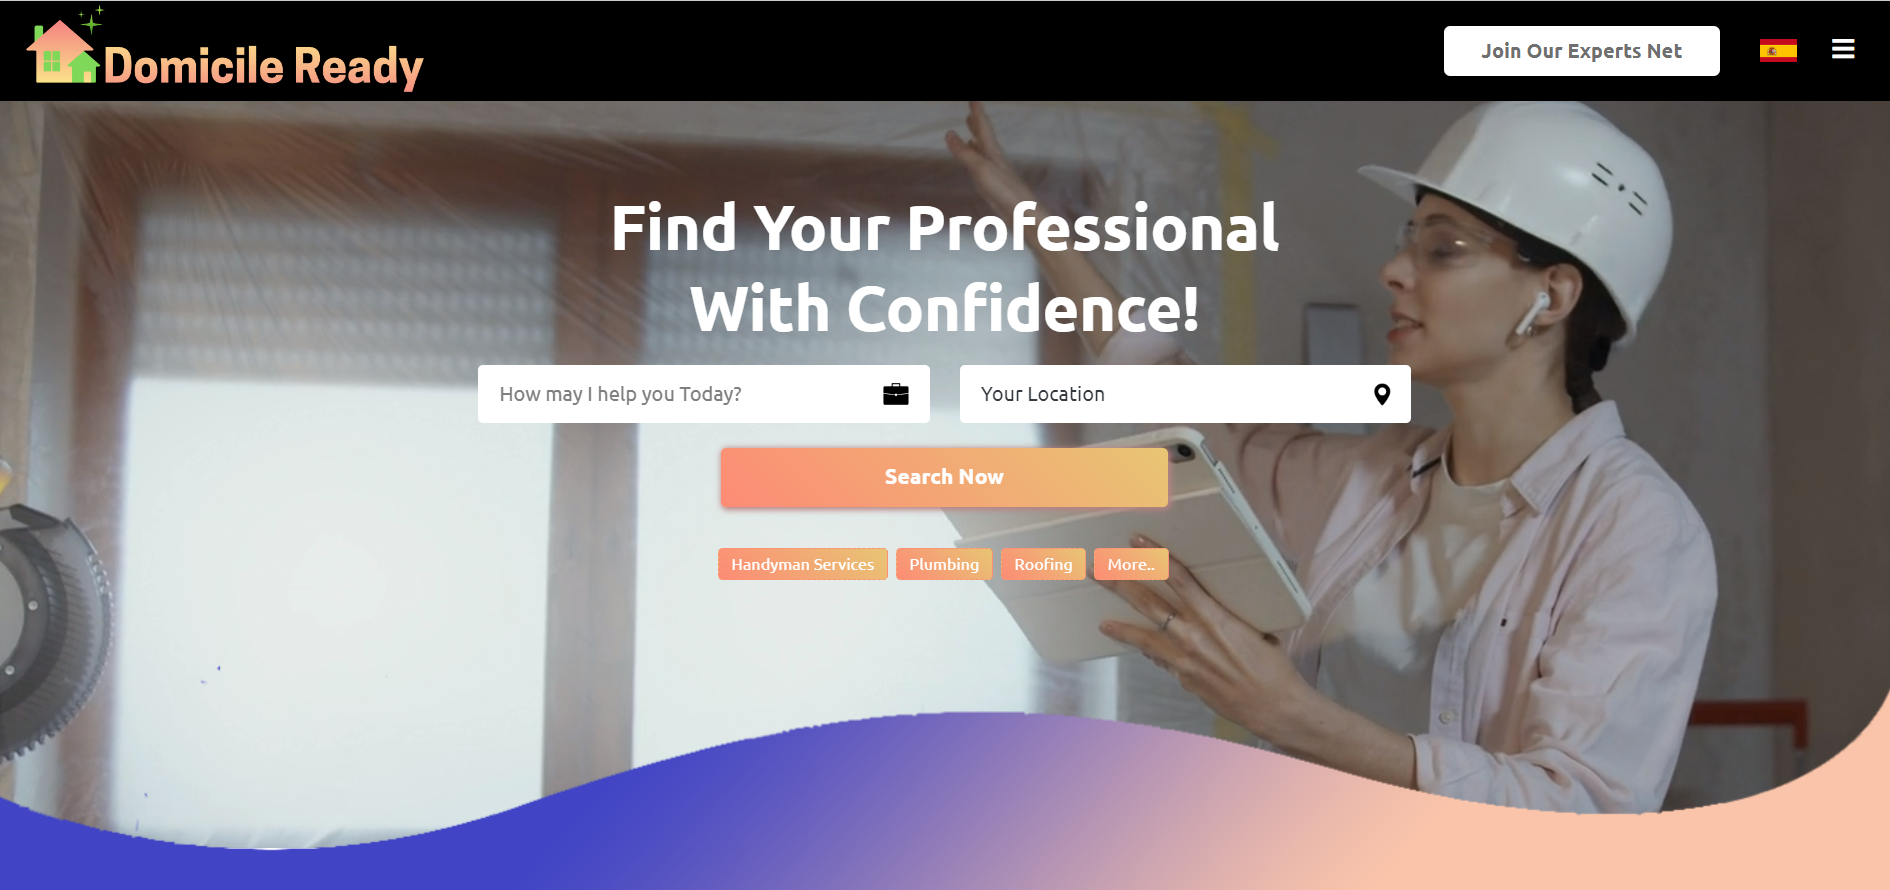 Domicile Ready
Join Our Experts Net
Find Your Professional
With Confidence!
How may I help you Today?
Your Location
Search Now
Handyman Services
Plumbing
Roofing
More..